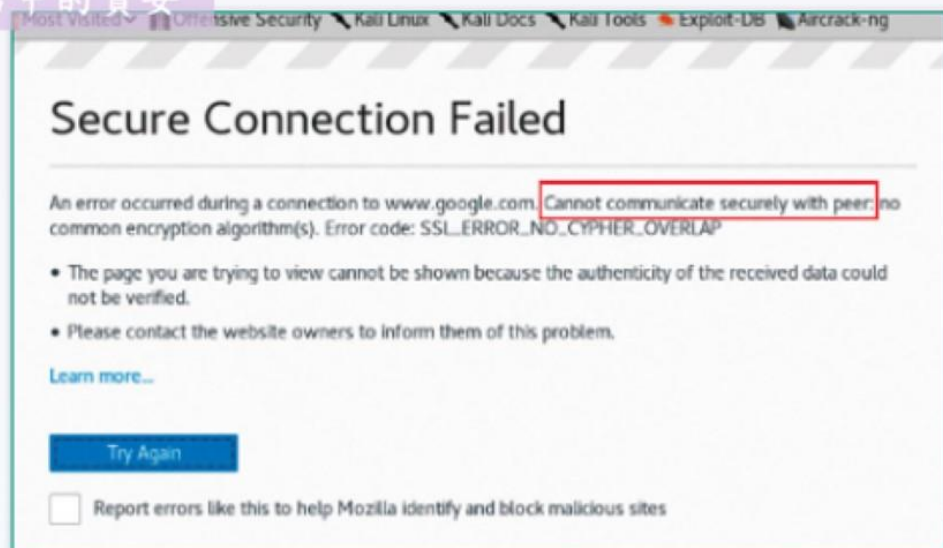 的資安
Most Visited Offensive Security Kali Linux Kali Docs Kali Tools Exploit-DB Aircrack-ng
Secure Connection Failed
An error occurred during a connection to www.google.com. Cannot communicate securely with peer: no
common encryption algorithm(s). Error code: SSL_ERROR_NO_CYPHER_OVERLAP
• The page you are trying to view cannot be shown because the authenticity of the received data could
not be verified.
• Please contact the website owners to inform them of this problem.
Learn more...
Try Again
Report errors like this to help Mozilla identify and block malicious sites